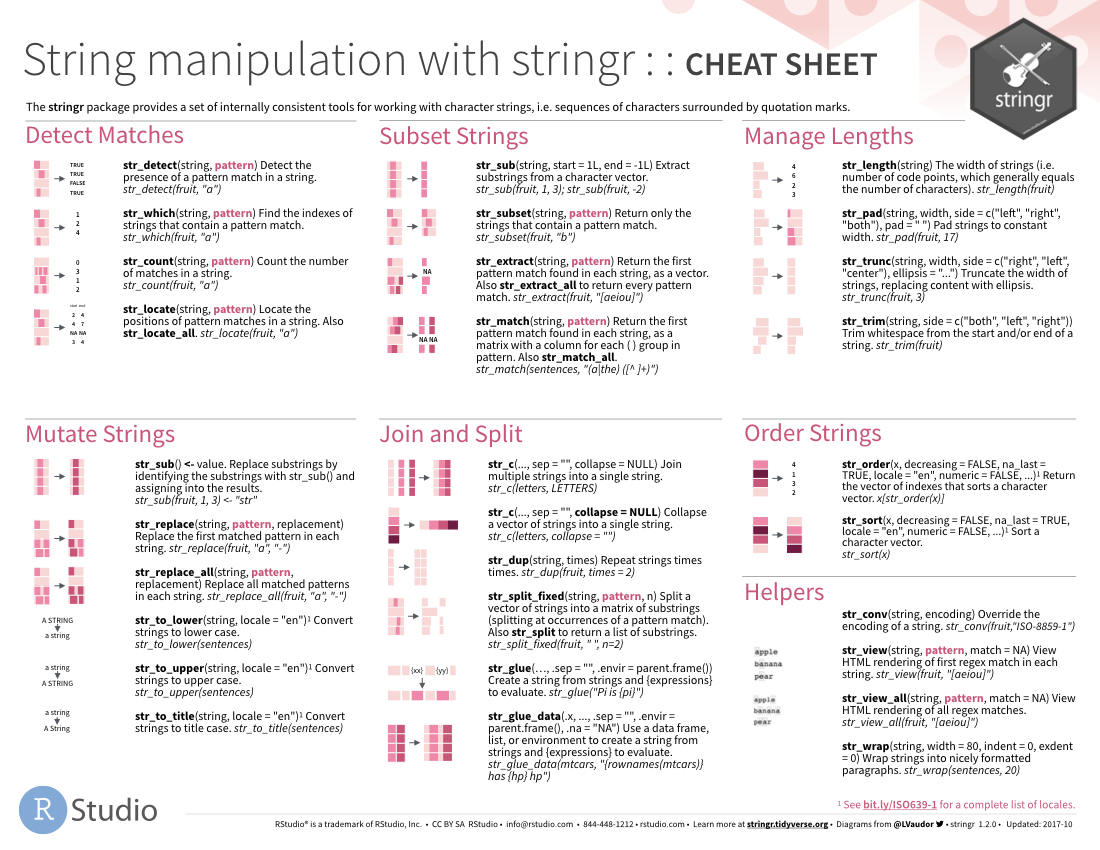 String manipulation with stringr : : CHEAT SHEET
stringr
The stringr package provides a set of internally consistent tools for working with character strings, i.e. sequences of characters surrounded by quotation marks.
Detect Matches
TRUE
TRUE
FALSE
TRUE
str_detect(string, pattern) Detect the
presence of a pattern match in a string.
str_detect(fruit, "a")
1
2
4
str_which(string, pattern) Find the indexes of
strings that contain a pattern match.
str_which(fruit, "a")
0
3
1
2
str_count(string, pattern) Count the number
of matches in a string.
str_count(fruit, "a")
start end
2 4
4 7
NA NA
3 4
str_locate(string, pattern) Locate the
positions of pattern matches in a string. Also
str_locate_all. str_locate(fruit, "a")
Subset Strings
str_sub(string, start = 1L, end = -1L) Extract
substrings from a character vector.
str_sub(fruit, 1, 3); str_sub(fruit, -2)
str_subset(string, pattern) Return only the
strings that contain a pattern match.
str_subset(fruit, "b")
NA
str_extract(string, pattern) Return the first
pattern match found in each string, as a vector.
Also str_extract_all to return every pattern
match. str_extract(fruit, "[aeiou]")
NA NA
str_match(string, pattern) Return the first
pattern match found in each string, as a
matrix with a column for each ( ) group in
pattern. Also str_match_all.
str_match(sentences, "(a|the) ([^ ]+)")
Manage Lengths
4
6
2
3
str_length(string) The width of strings (i.e.
number of code points, which generally equals
the number of characters). str_length(fruit)
str_pad(string, width, side = c("left", "right",
"both"), pad = " ") Pad strings to constant
width. str_pad(fruit, 17)
str_trunc(string, width, side = c("right", "left",
"center"), ellipsis = "...") Truncate the width of
strings, replacing content with ellipsis.
str_trunc(fruit, 3)
str_trim(string, side = c("both", "left", "right"))
Trim whitespace from the start and/or end of a
string. str_trim(fruit)
Mutate Strings
str_sub() <- value. Replace substrings by
identifying the substrings with str_sub() and
assigning into the results.
str_sub(fruit, 1, 3) <- "str"
str_replace(string, pattern, replacement)
Replace the first matched pattern in each
string. str_replace(fruit, "a", "-")
str_replace_all(string, pattern,
replacement) Replace all matched patterns
in each string. str_replace_all(fruit, "a", "-")
A STRING
a string
str_to_lower(string, locale = "en")¹ Convert
strings to lower case.
str_to_lower(sentences)
a string
A STRING
str_to_upper(string, locale = "en")¹ Convert
strings to upper case.
str_to_upper(sentences)
a string
A String
str_to_title(string, locale = "en")¹ Convert
strings to title case. str_to_title(sentences)
Join and Split
str_c(..., sep = "", collapse = NULL) Join
multiple strings into a single string.
str_c(letters, LETTERS)
str_c(..., sep = "", collapse = NULL) Collapse
a vector of strings into a single string.
str_c(letters, collapse = "")
str_dup(string, times) Repeat strings times
times. str_dup(fruit, times = 2)
str_split_fixed(string, pattern, n) Split a
vector of strings into a matrix of substrings
(splitting at occurrences of a pattern match).
Also str_split to return a list of substrings.
str_split_fixed(fruit, " ", n=2)
{xx} {yy}
str_glue(…, .sep = "", .envir = parent.frame())
Create a string from strings and {expressions}
to evaluate. str_glue("Pi is {pi}")
str_glue_data(.x, ..., .sep = "", .envir =
parent.frame(), .na = "NA") Use a data frame,
list, or environment to create a string from
strings and {expressions} to evaluate.
str_glue_data(mtcars, "{rownames(mtcars)}
has {hp} hp")
Order Strings
4
1
3
2
str_order(x, decreasing = FALSE, na_last =
TRUE, locale = "en", numeric = FALSE, ...)¹ Return
the vector of indexes that sorts a character
vector. x[str_order(x)]
str_sort(x, decreasing = FALSE, na_last = TRUE,
locale = "en", numeric = FALSE, ...)¹ Sort a
character vector.
str_sort(x)
Helpers
str_conv(string, encoding) Override the
encoding of a string. str_conv(fruit,"ISO-8859-1")
apple
banana
pear
str_view(string, pattern, match = NA) View
HTML rendering of first regex match in each
string. str_view(fruit, "[aeiou]")
apple
banana
pear
str_view_all(string, pattern, match = NA) View
HTML rendering of all regex matches.
str_view_all(fruit, "[aeiou]")
str_wrap(string, width = 80, indent = 0, exdent
= 0) Wrap strings into nicely formatted
paragraphs. str_wrap(sentences, 20)
¹ See bit.ly/ISO639-1 for a complete list of locales.
R Studio
RStudio® is a trademark of RStudio, Inc. • CC BY SA RStudio • info@rstudio.com • 844-448-1212 • rstudio.com • Learn more at stringr.tidyverse.org • Diagrams from @LVaudor • stringr 1.2.0 • Updated: 2017-10